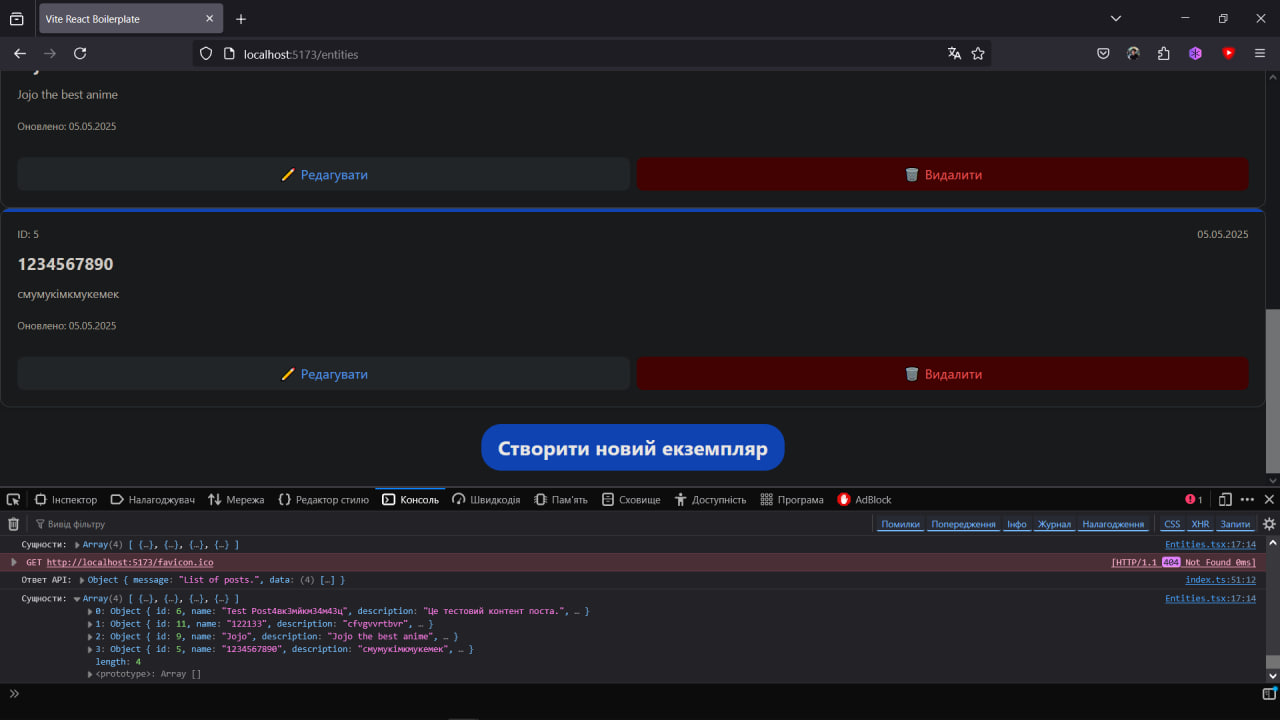 Vite React Boilerplate
localhost:5173/entities
Jojo the best anime
Оновлено: 05.05.2025
Редагувати
Видалити
ID: 5
05.05.2025
1234567890
смумукімкмукемек
Оновлено: 05.05.2025
Редагувати
Видалити
Створити новий екземпляр
Інспектор Налагоджувач Мережа Редактор стилю Консоль Швидкодія Пам'ять Сховище Доступність Програма AdBlock 1
Вивід фільтру Помилки Попередження Інфо Журнал Налагодження CSS XHR Запити
Сущности: Array(4) [ {…}, {…}, {…}, {…} ] Entities.tsx:17:14
GET http://localhost:5173/favicon.ico [HTTP/1.1 404 Not Found 0ms]
Ответ API: Object { message: "List of posts.", data: (4) […] } index.ts:51:12
Сущности: Array(4) [ {…}, {…}, {…}, {…} ] Entities.tsx:17:14
0: Object { id: 6, name: "Test Post4вк3мйкм34м43ц", description: "Це тестовий контент поста.", … }
1: Object { id: 11, name: "122133", description: "cfvgvvrtbvr", … }
2: Object { id: 9, name: "Jojo", description: "Jojo the best anime", … }
3: Object { id: 5, name: "1234567890", description: "смумукімкмукемек", … }
length: 4
<prototype>: Array []